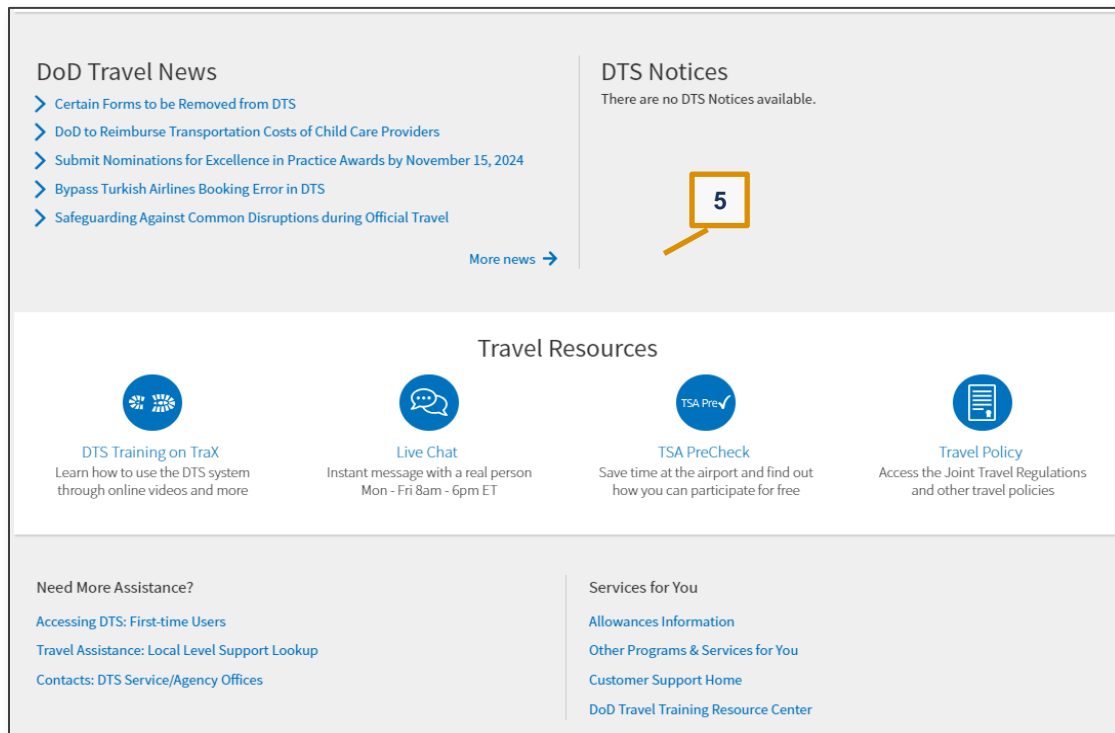 DoD Travel News
Certain Forms to be Removed from DTS
DoD to Reimburse Transportation Costs of Child Care Providers
Submit Nominations for Excellence in Practice Awards by November 15, 2024
Bypass Turkish Airlines Booking Error in DTS
Safeguarding Against Common Disruptions during Official Travel
More news
DTS Notices
There are no DTS Notices available.
5
Travel Resources
DTS Training on TraX
Learn how to use the DTS system
through online videos and more
Live Chat
Instant message with a real person
Mon - Fri 8am - 6pm ET
TSA Pre✓
TSA PreCheck
Save time at the airport and find out
how you can participate for free
Travel Policy
Access the Joint Travel Regulations
and other travel policies
Need More Assistance?
Accessing DTS: First-time Users
Travel Assistance: Local Level Support Lookup
Contacts: DTS Service/Agency Offices
Services for You
Allowances Information
Other Programs & Services for You
Customer Support Home
DoD Travel Training Resource Center